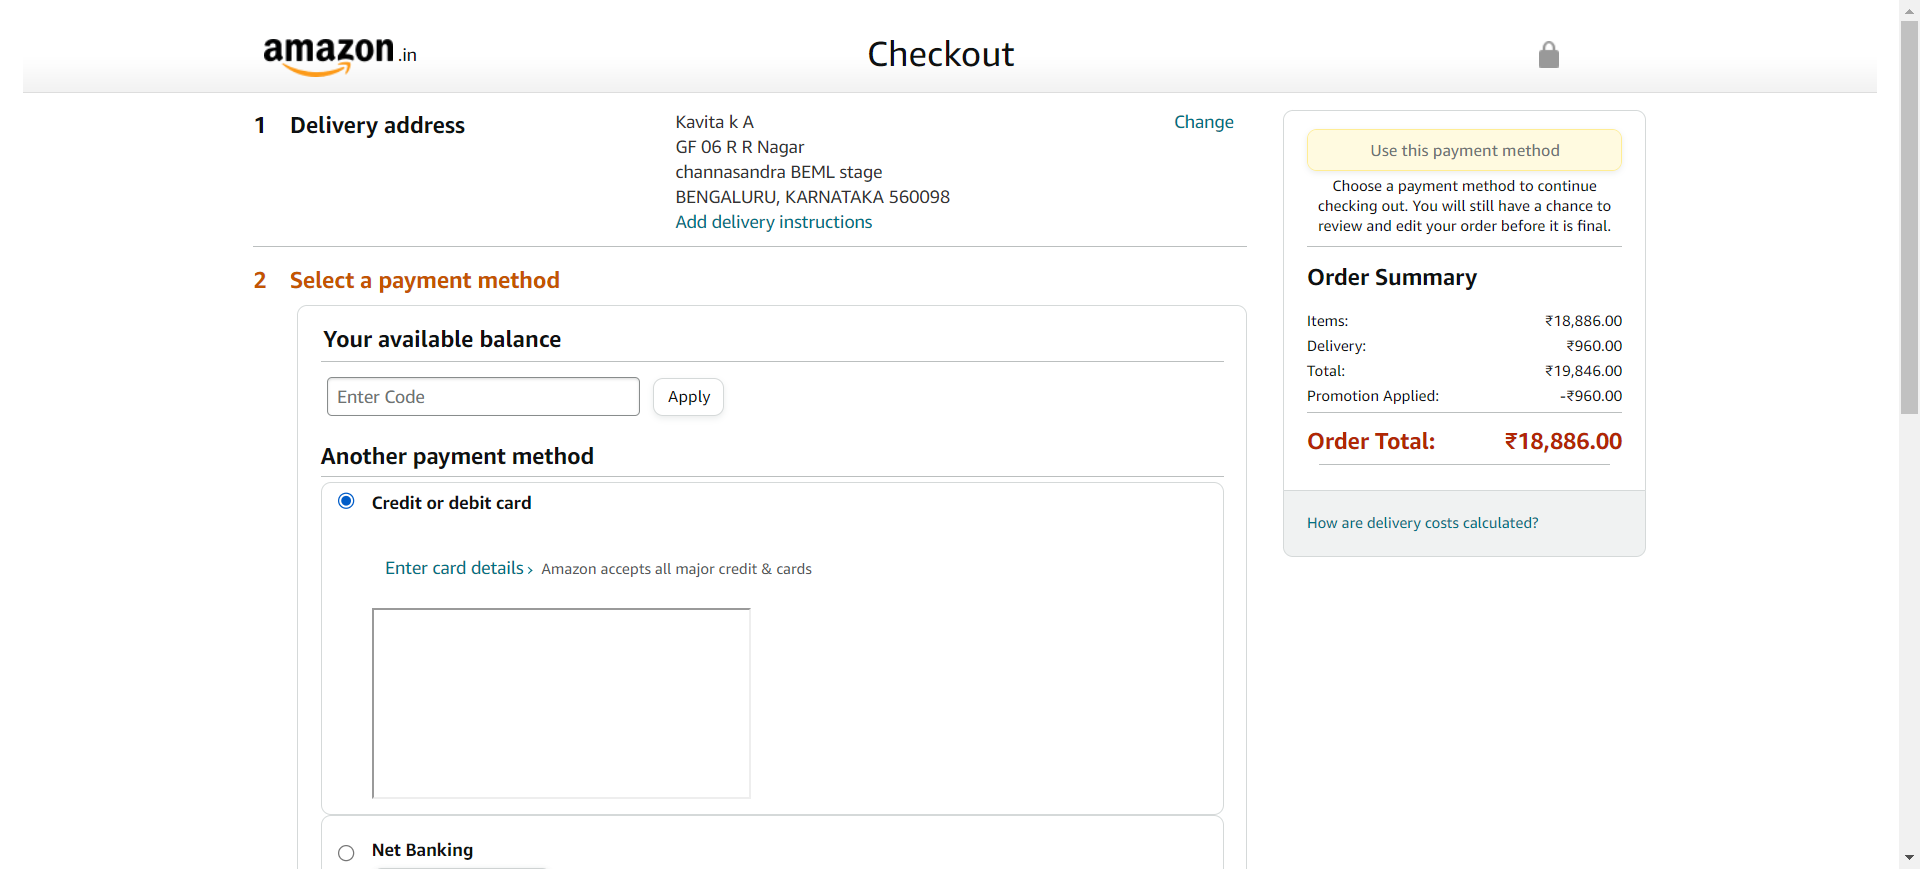 amazon.in
Checkout
1 Delivery address
Kavita k A
GF 06 R R Nagar
channasandra BEML stage
BENGALURU, KARNATAKA 560098
Add delivery instructions
Change
2 Select a payment method
Your available balance
Enter Code
Apply
Another payment method
Credit or debit card
Enter card details › Amazon accepts all major credit & cards
Net Banking
Use this payment method
Choose a payment method to continue
checking out. You will still have a chance to
review and edit your order before it is final.
Order Summary
Items: ₹18,886.00
Delivery: ₹960.00
Total: ₹19,846.00
Promotion Applied: -₹960.00
Order Total: ₹18,886.00
How are delivery costs calculated?